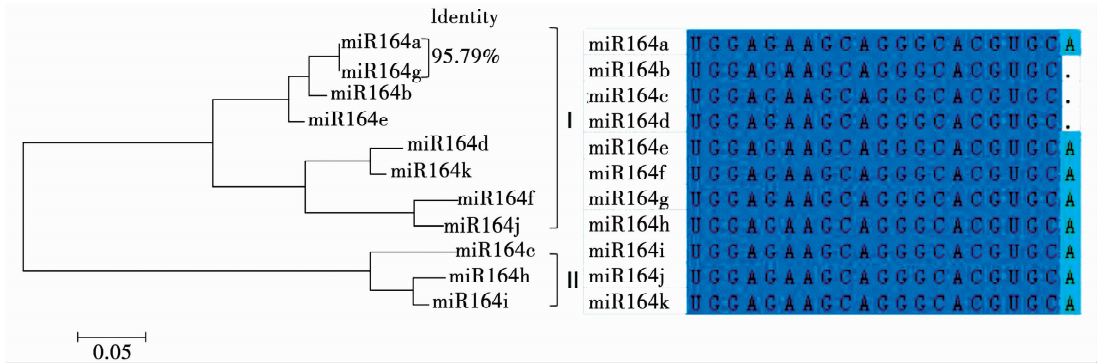 Identity
miR164a
95.79%
miR164g
miR164b
miR164e
miR164d
miR164k
miR164f
miR164j
miR164c
miR164h
miR164i
I
II
0.05
miR164a UGGAGAAGCAGGGCACGUGCA
miR164b UGGAGAAGCAGGGCACGUGC.
miR164c UGGAGAAGCAGGGCACGUGC.
miR164d UGGAGAAGCAGGGCACGUGC.
miR164e UGGAGAAGCAGGGCACGUGCA
miR164f UGGAGAAGCAGGGCACGUGCA
miR164g UGGAGAAGCAGGGCACGUGCA
miR164h UGGAGAAGCAGGGCACGUGCA
miR164i UGGAGAAGCAGGGCACGUGCA
miR164j UGGAGAAGCAGGGCACGUGCA
miR164k UGGAGAAGCAGGGCACGUGCA